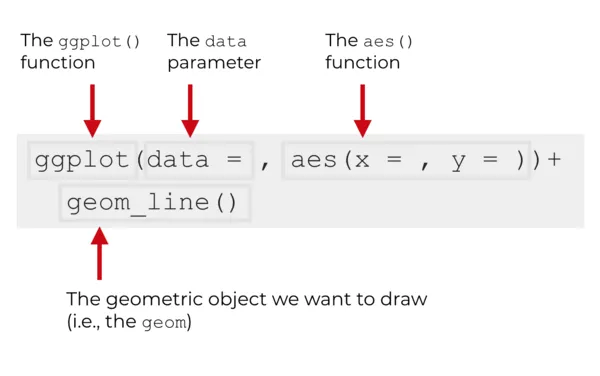 The ggplot()
function
The data
parameter
The aes()
function
ggplot(data = , aes(x = , y = ))+
geom_line()
The geometric object we want to draw
(i.e., the geom)